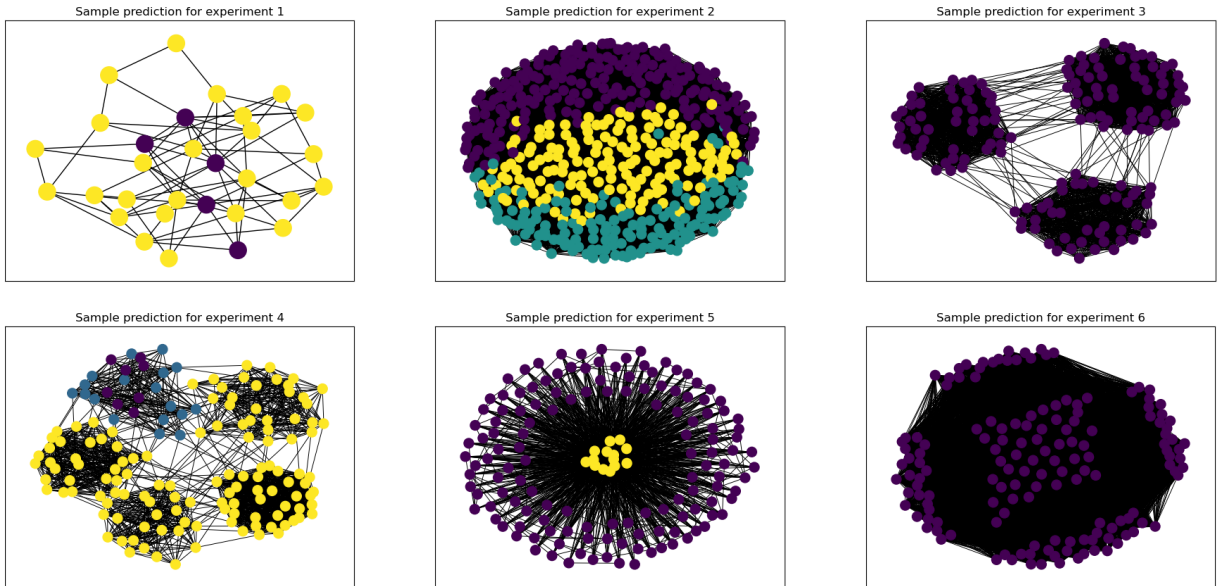 Sample prediction for experiment 1
Sample prediction for experiment 2
Sample prediction for experiment 3
Sample prediction for experiment 4
Sample prediction for experiment 5
Sample prediction for experiment 6